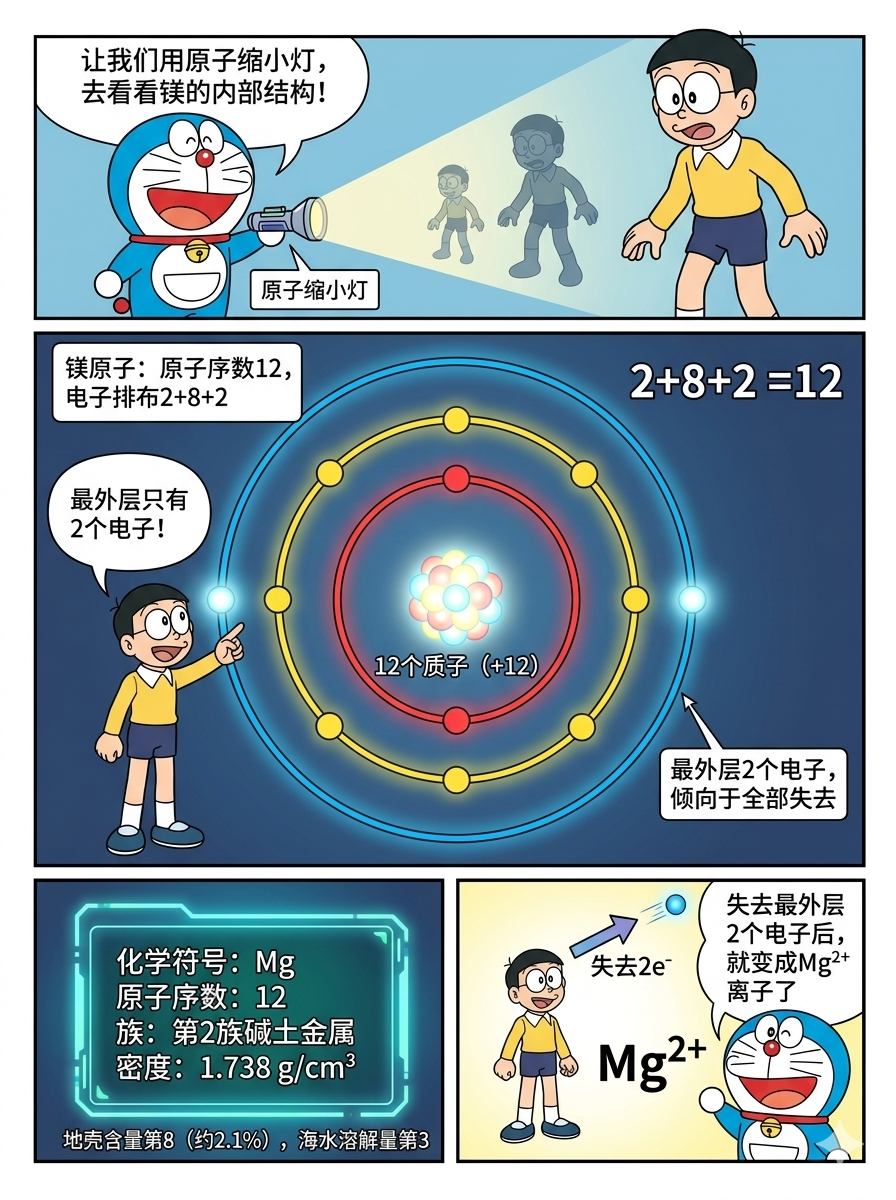 让我们用原子缩小灯，
去看看镁的内部结构！
原子缩小灯
镁原子：原子序数12，
电子排布2+8+2
2+8+2 =12
最外层只有
2个电子！
12个质子（+12）
最外层2个电子，
倾向于全部失去
化学符号：Mg
原子序数：12
族：第2族碱土金属
密度：1.738 g/cm³
地壳含量第8（约2.1%），海水溶解量第3
失去2e⁻
失去最外层
2个电子后，
就变成Mg²⁺
离子了
Mg²⁺